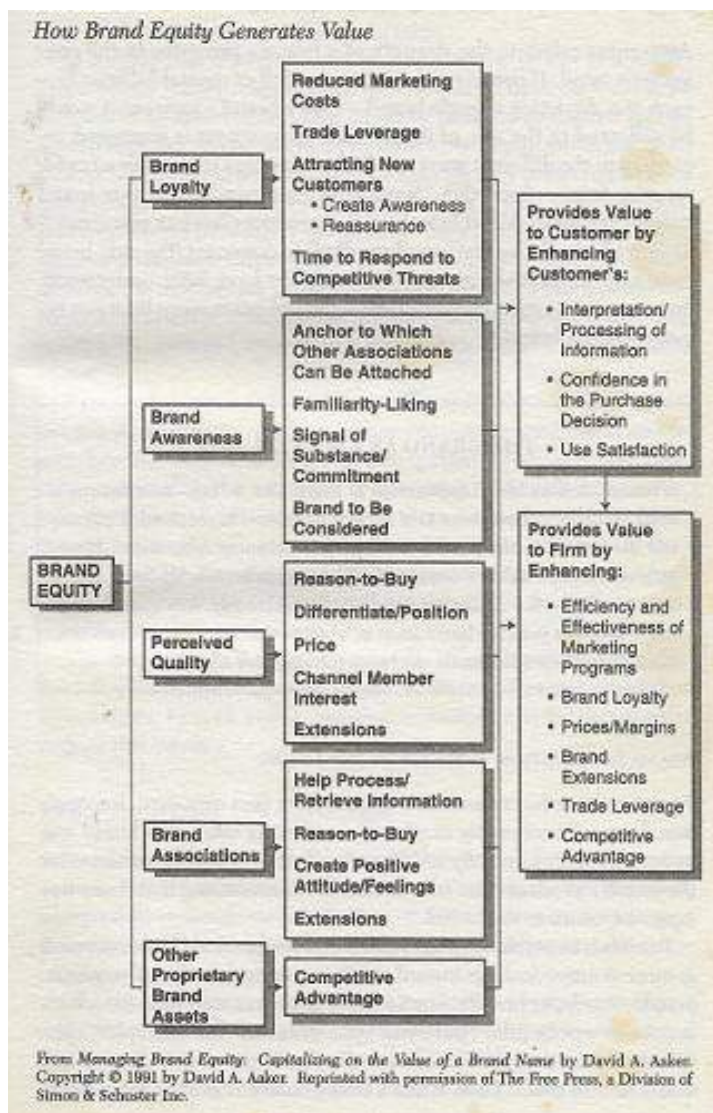 How Brand Equity Generates Value
Reduced Marketing
Costs
Trade Leverage
Attracting New
Customers
• Create Awareness
• Reassurance
Time to Respond to
Competitive Threats
Brand
Loyalty
Anchor to Which
Other Associations
Can Be Attached
Familiarity-Liking
Signal of
Substance/
Commitment
Brand to Be
Considered
Brand
Awareness
BRAND
EQUITY
Reason-to-Buy
Differentiate/Position
Price
Channel Member
Interest
Extensions
Perceived
Quality
Help Process/
Retrieve Information
Reason-to-Buy
Create Positive
Attitude/Feelings
Extensions
Brand
Associations
Other
Proprietary
Brand
Assets
Competitive
Advantage
Provides Value
to Customer by
Enhancing
Customer's:
• Interpretation/
Processing of
Information
• Confidence in
the Purchase
Decision
• Use Satisfaction
Provides Value
to Firm by
Enhancing:
• Efficiency and
Effectiveness of
Marketing
Programs
• Brand Loyalty
• Prices/Margins
• Brand
Extensions
• Trade Leverage
• Competitive
Advantage
From Managing Brand Equity: Capitalizing on the Value of a Brand Name by David A. Aaker.
Copyright © 1991 by David A. Aaker. Reprinted with permission of The Free Press, a Division of
Simon & Schuster Inc.